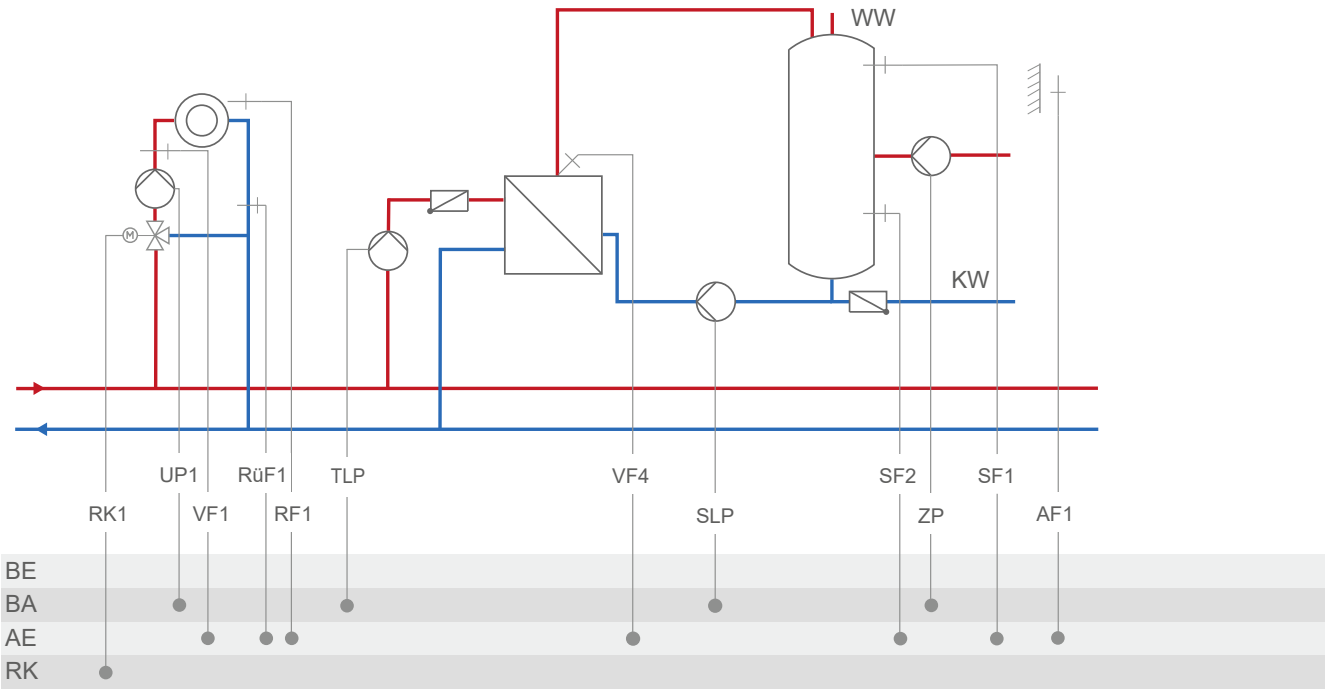 WW
M
KW
UP1 RüF1 TLP VF4 SF2 SF1
RK1 VF1 RF1 SLP ZP AF1
BE
BA
AE
RK